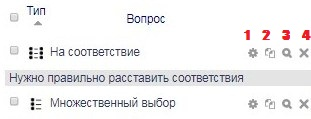 Тип
Вопрос
1 2 3 4
На соответствие
Нужно правильно расставить соответствия
Множественный выбор